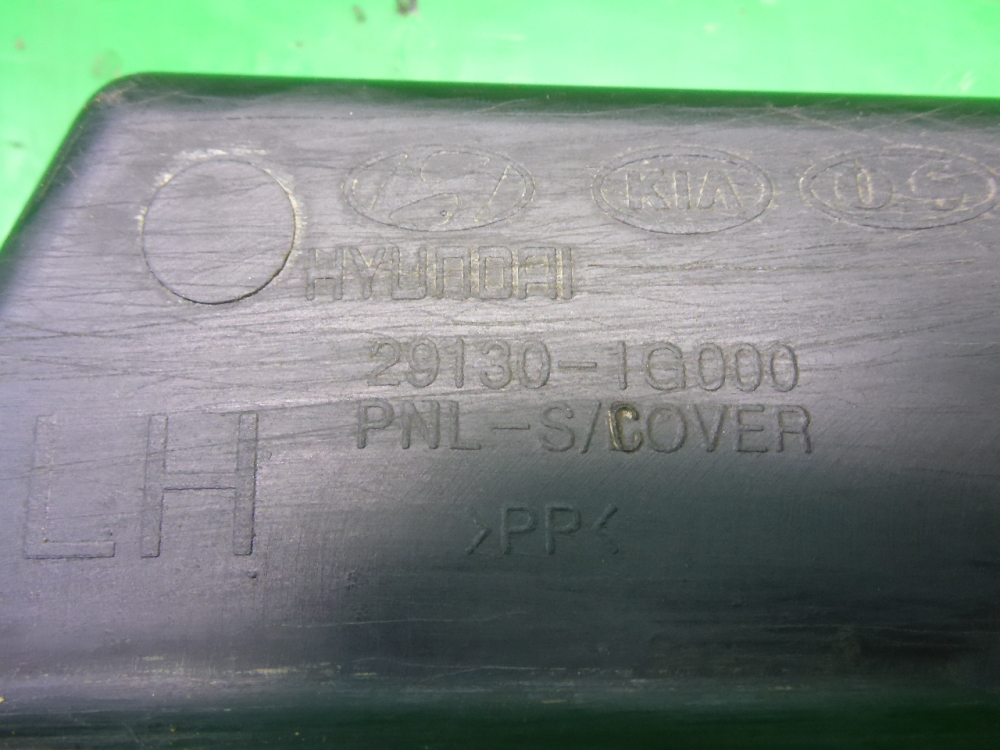 KIA
HYUNDAI
29130-1G000
PNL-S/COVER
LH
>PP<